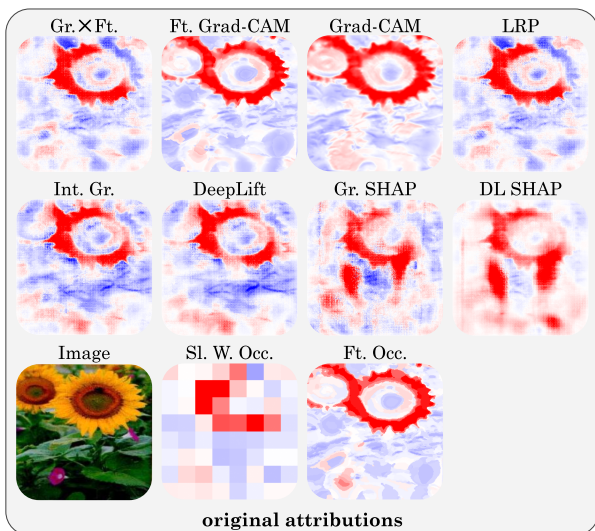 Gr.×Ft. Ft. Grad-CAM Grad-CAM LRP
Int. Gr. DeepLift Gr. SHAP DL SHAP
Image Sl. W. Occ. Ft. Occ.
original attributions